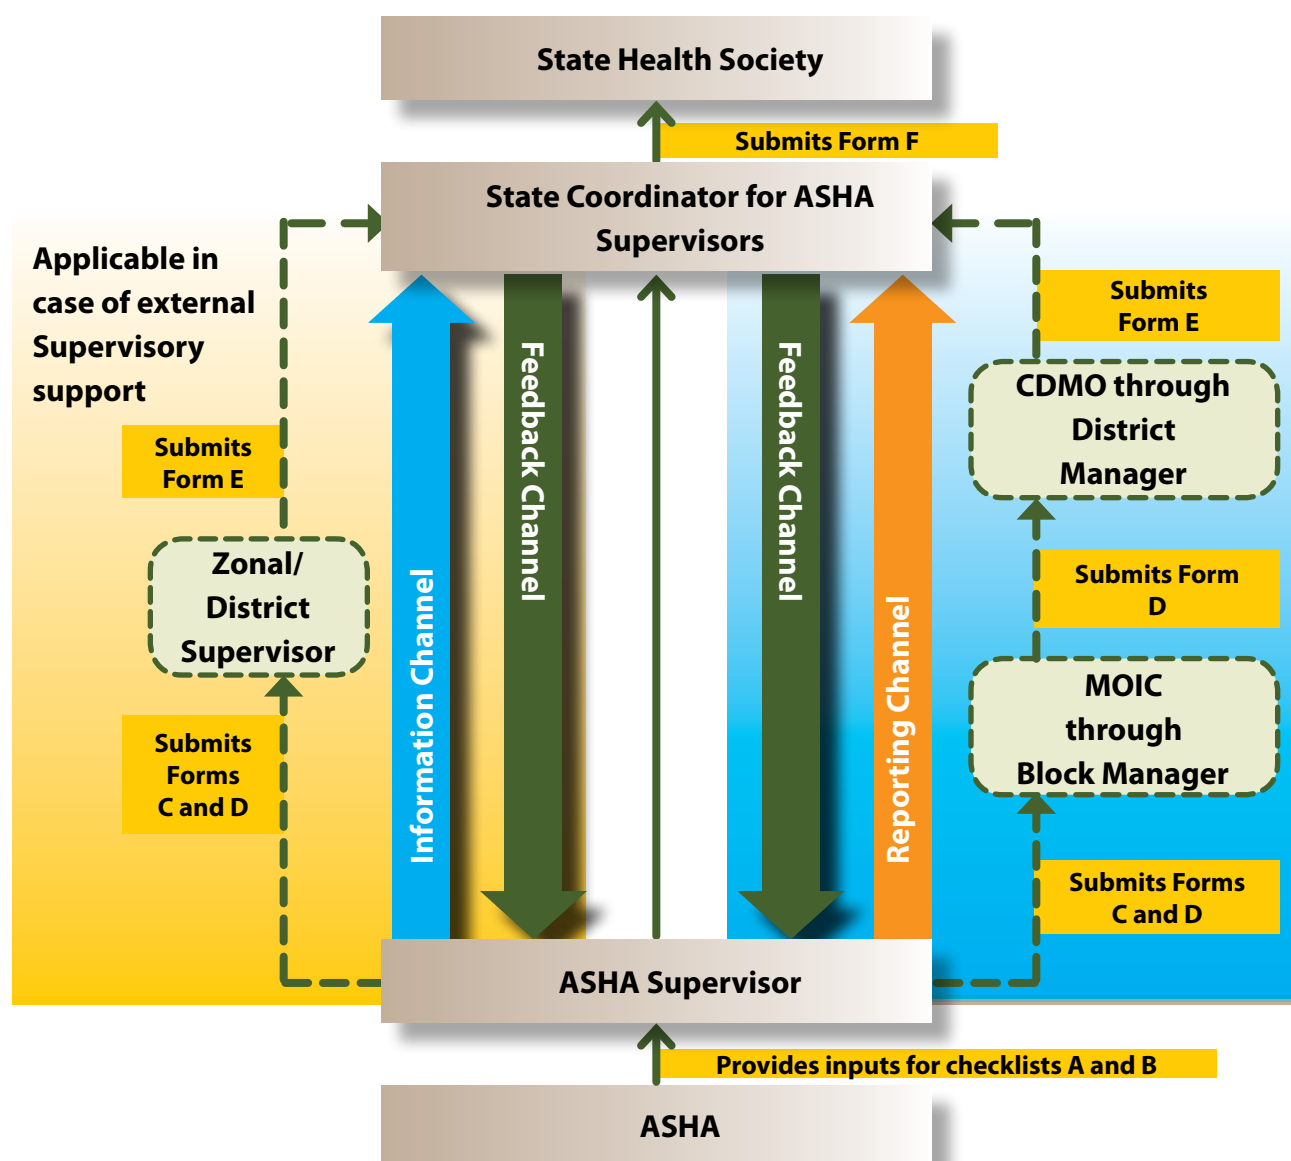 State Health Society
Submits Form F
State Coordinator for ASHA
Supervisors
Applicable in
case of external
Supervisory
support
Submits
Form E
Zonal/
District
Supervisor
Submits
Forms
C and D
Information Channel
Feedback Channel
Feedback Channel
Reporting Channel
Submits
Form E
CDMO through
District
Manager
Submits Form
D
MOIC
through
Block Manager
Submits Forms
C and D
ASHA Supervisor
Provides inputs for checklists A and B
ASHA